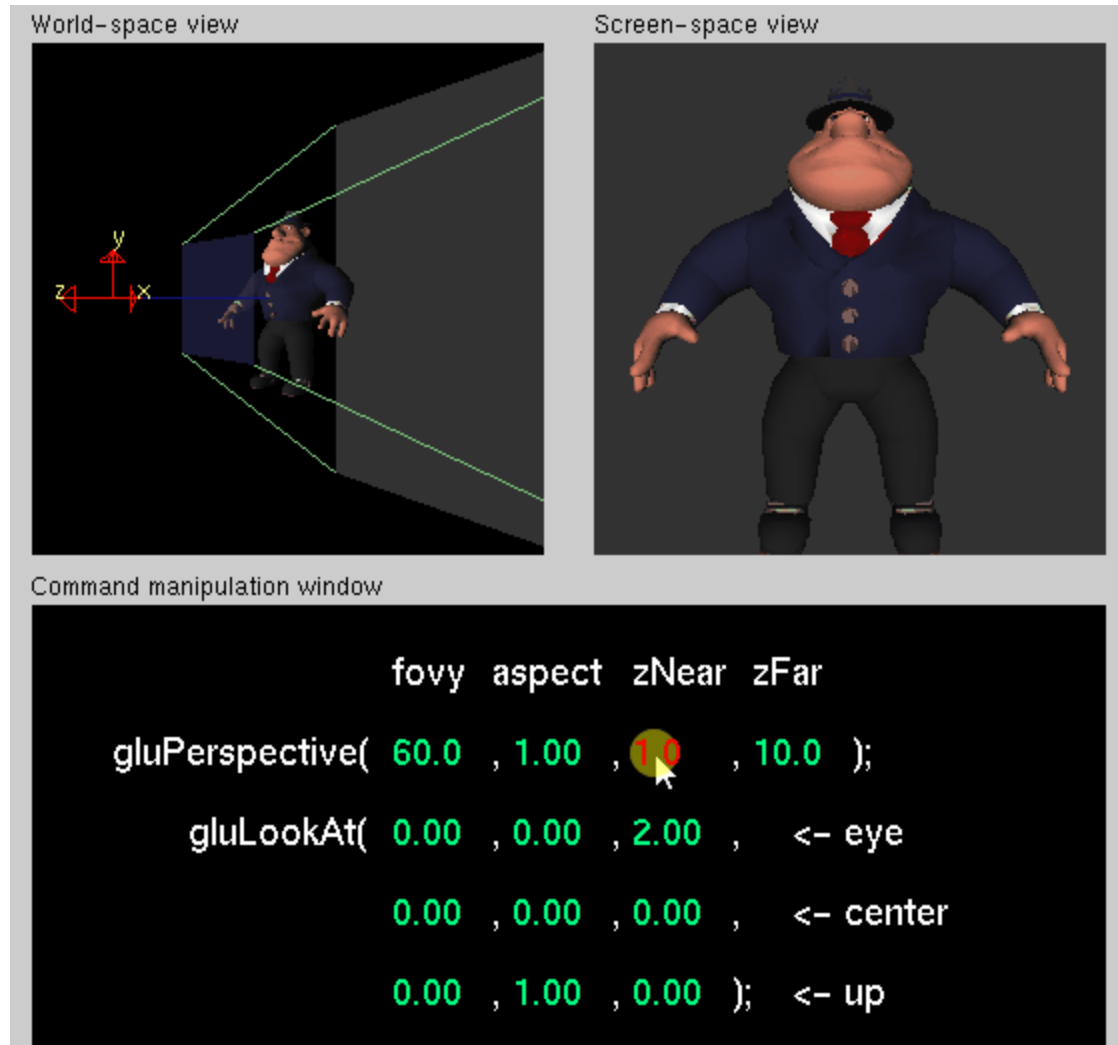 World-space view
Screen-space view
y
z x
Command manipulation window
fovy aspect zNear zFar
gluPerspective( 60.0 , 1.00 , 1.0 , 10.0 );
gluLookAt( 0.00 , 0.00 , 2.00 , <- eye
0.00 , 0.00 , 0.00 , <- center
0.00 , 1.00 , 0.00 ); <- up